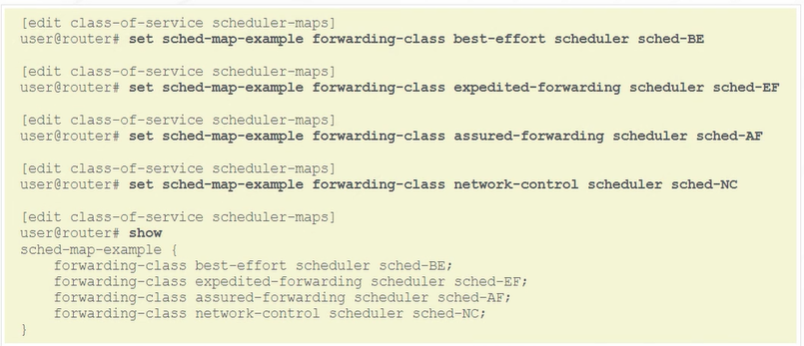 [edit class-of-service scheduler-maps]
user@router# set sched-map-example forwarding-class best-effort scheduler sched-BE
[edit class-of-service scheduler-maps]
user@router# set sched-map-example forwarding-class expedited-forwarding scheduler sched-EF
[edit class-of-service scheduler-maps]
user@router# set sched-map-example forwarding-class assured-forwarding scheduler sched-AF
[edit class-of-service scheduler-maps]
user@router# set sched-map-example forwarding-class network-control scheduler sched-NC
[edit class-of-service scheduler-maps]
user@router# show
sched-map-example {
    forwarding-class best-effort scheduler sched-BE;
    forwarding-class expedited-forwarding scheduler sched-EF;
    forwarding-class assured-forwarding scheduler sched-AF;
    forwarding-class network-control scheduler sched-NC;
}